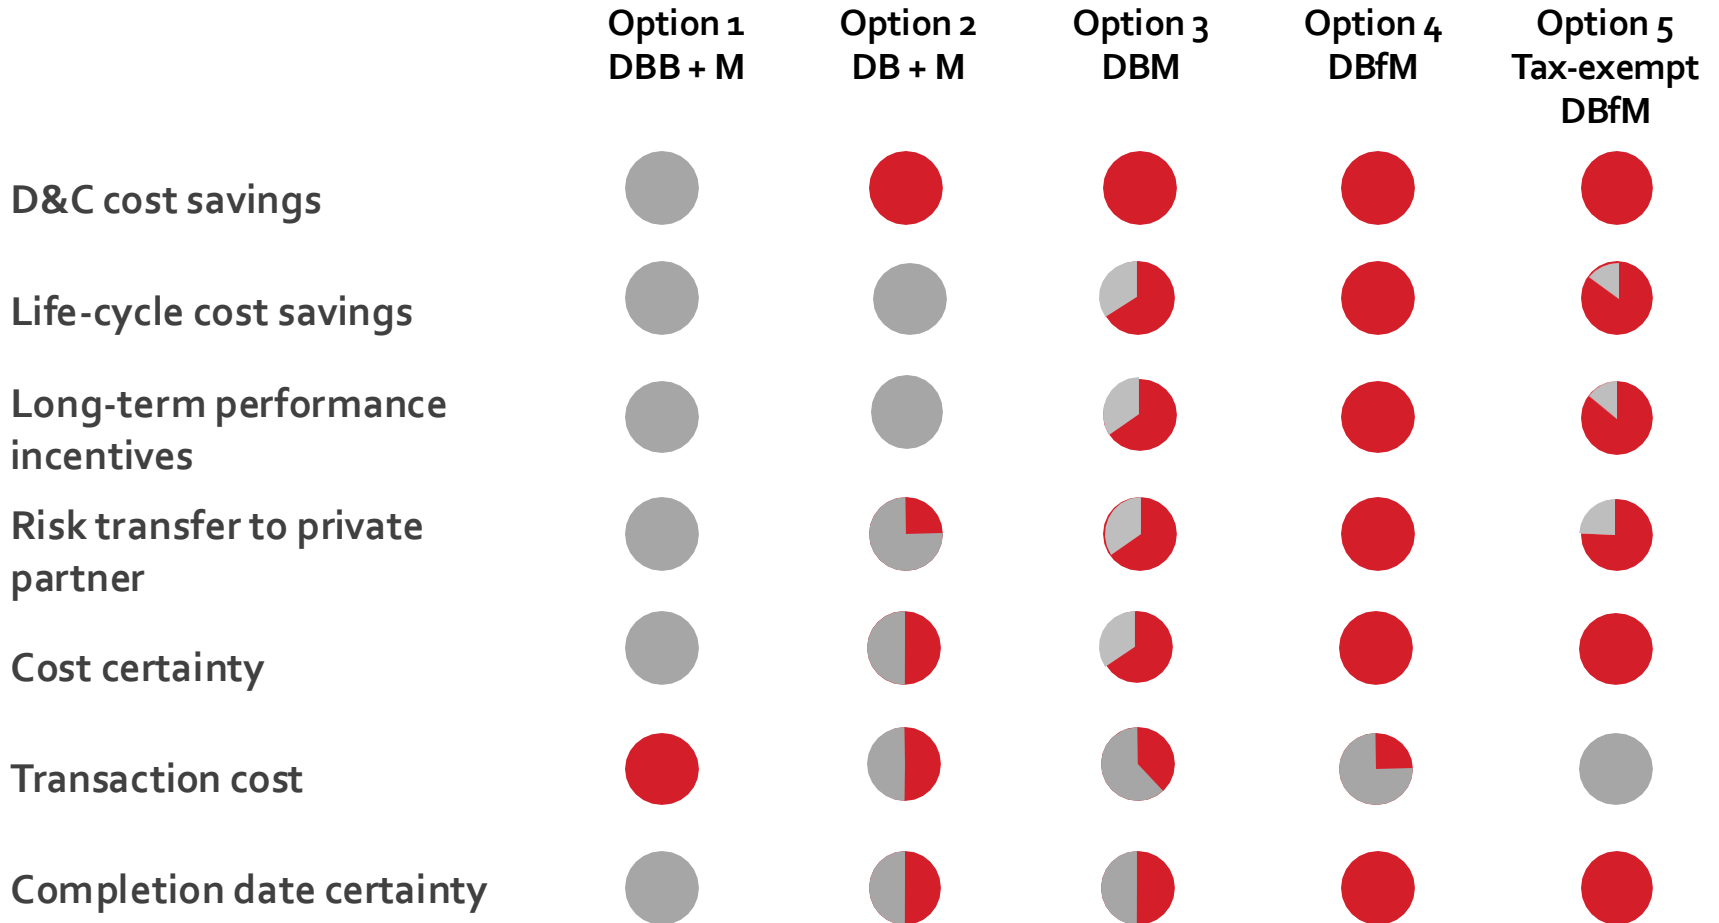 Option 1
DBB + M
Option 2
DB + M
Option 3
DBM
Option 4
DBfM
Option 5
Tax-exempt
DBfM
D&C cost savings
Life-cycle cost savings
Long-term performance
incentives
Risk transfer to private
partner
Cost certainty
Transaction cost
Completion date certainty